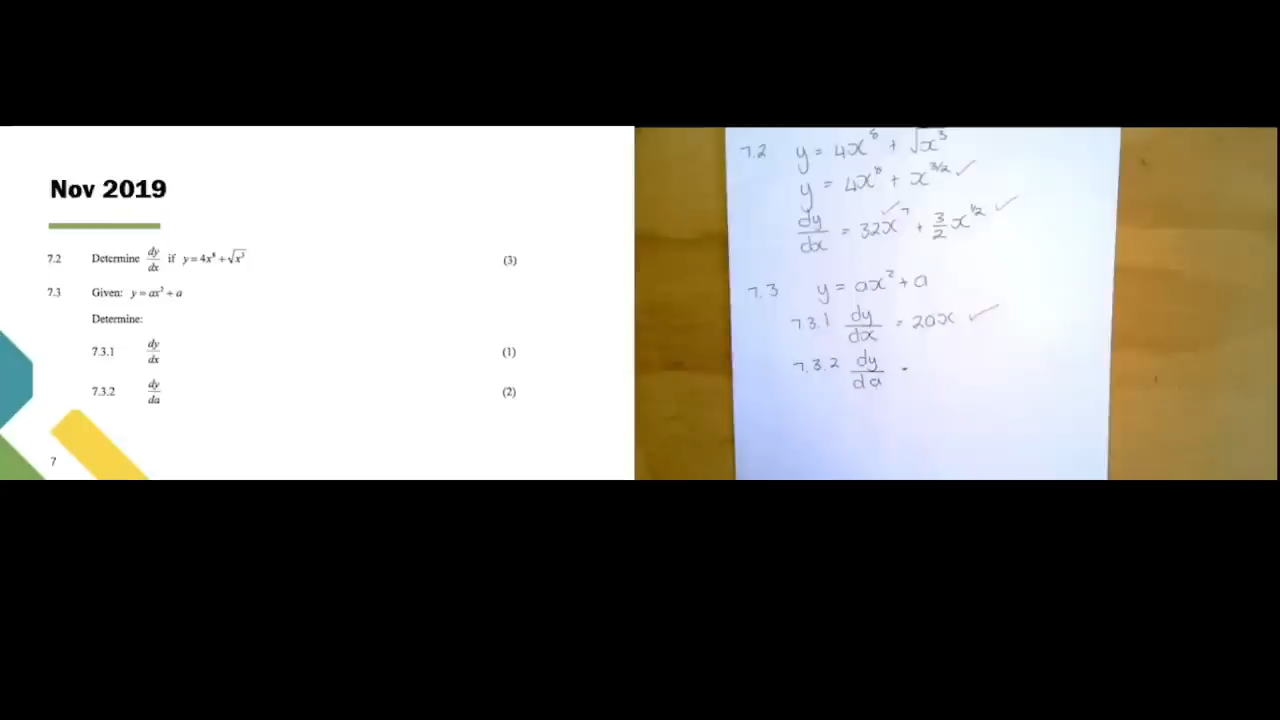 Nov 2019
7.2 Determine dy/dx if y = 4x⁸ + √x³ (3)
7.3 Given: y = ax² + a
Determine:
7.3.1 dy/dx (1)
7.3.2 dy/da (2)
7
7.2 y = 4x⁸ + √x³
y = 4x⁸ + x^3/2 ✓
dy/dx = 32x⁷ ✓ + 3/2 x^1/2 ✓
7.3 y = ax² + a
7.3.1 dy/dx = 2ax ✓
7.3.2 dy/da